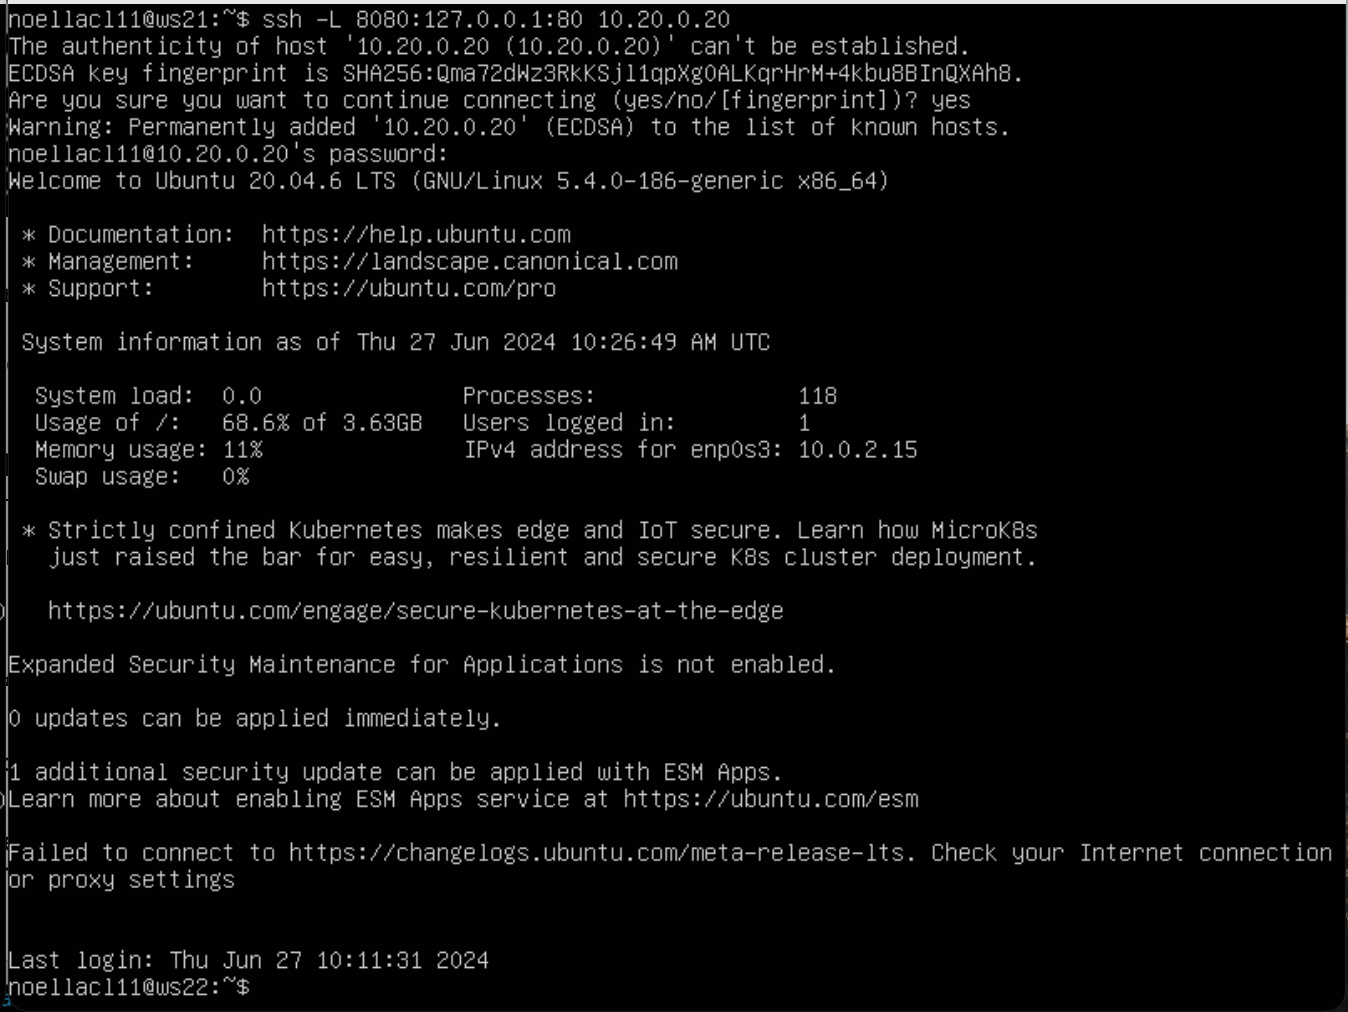 noellacl11@ws21:~$ ssh -L 8080:127.0.0.1:80 10.20.0.20
The authenticity of host '10.20.0.20 (10.20.0.20)' can't be established.
ECDSA key fingerprint is SHA256:Qma72dWz3RkKSjl1qpXgOALKqrHrM+4kbu8BInQXAh8.
Are you sure you want to continue connecting (yes/no/[fingerprint])? yes
Warning: Permanently added '10.20.0.20' (ECDSA) to the list of known hosts.
noellacl11@10.20.0.20's password:
Welcome to Ubuntu 20.04.6 LTS (GNU/Linux 5.4.0-186-generic x86_64)
* Documentation:  https://help.ubuntu.com
* Management:     https://landscape.canonical.com
* Support:        https://ubuntu.com/pro
System information as of Thu 27 Jun 2024 10:26:49 AM UTC
System load:  0.0               Processes:               118
Usage of /:   68.6% of 3.63GB   Users logged in:         1
Memory usage: 11%               IPv4 address for enp0s3: 10.0.2.15
Swap usage:   0%
* Strictly confined Kubernetes makes edge and IoT secure. Learn how MicroK8s
just raised the bar for easy, resilient and secure K8s cluster deployment.
https://ubuntu.com/engage/secure-kubernetes-at-the-edge
Expanded Security Maintenance for Applications is not enabled.
0 updates can be applied immediately.
1 additional security update can be applied with ESM Apps.
Learn more about enabling ESM Apps service at https://ubuntu.com/esm
Failed to connect to https://changelogs.ubuntu.com/meta-release-lts. Check your Internet connection
or proxy settings
Last login: Thu Jun 27 10:11:31 2024
noellacl11@ws22:~$